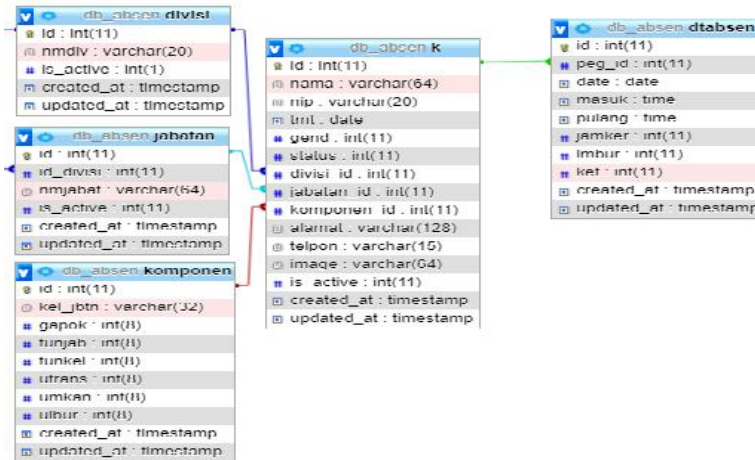 db_absen divisi
id : int(11)
nmdiv : varchar(20)
is_active : int(1)
created_at : timestamp
updated_at : timestamp
db_absen jabatan
id : int(11)
id_divisi : int(11)
nmjabat : varchar(64)
is_active : int(11)
created_at : timestamp
updated_at : timestamp
db_absen komponen
id : int(11)
kel_jbtn : varchar(32)
gapok : int(8)
tunjab : int(8)
tunkel : int(8)
utrans : int(8)
umkan : int(8)
ulbur : int(8)
created_at : timestamp
updated_at : timestamp
db_absen k
id : int(11)
nama : varchar(64)
nip : varchar(20)
tmt : date
gend : int(11)
status : int(11)
divisi_id : int(11)
jabatan_id : int(11)
komponen_id : int(11)
alamat : varchar(128)
telpon : varchar(15)
image : varchar(64)
is_active : int(11)
created_at : timestamp
updated_at : timestamp
db_absen dtabsen
id : int(11)
peg_id : int(11)
date : date
masuk : time
pulang : time
jamker : int(11)
lmbur : int(11)
ket : int(11)
created_at : timestamp
updated_at : timestamp